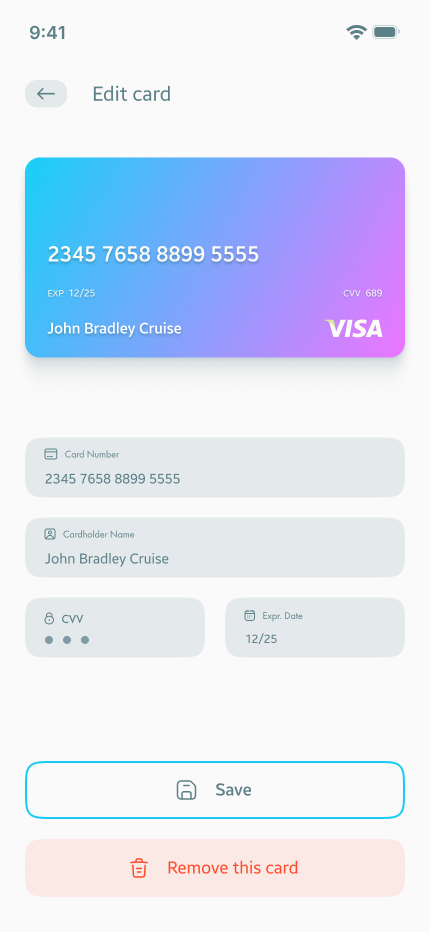 9:41
Edit card
2345 7658 8899 5555
EXP 12/25
CVV 689
John Bradley Cruise
VISA
Card Number
2345 7658 8899 5555
Cardholder Name
John Bradley Cruise
CVV
Expr. Date
12/25
Save
Remove this card